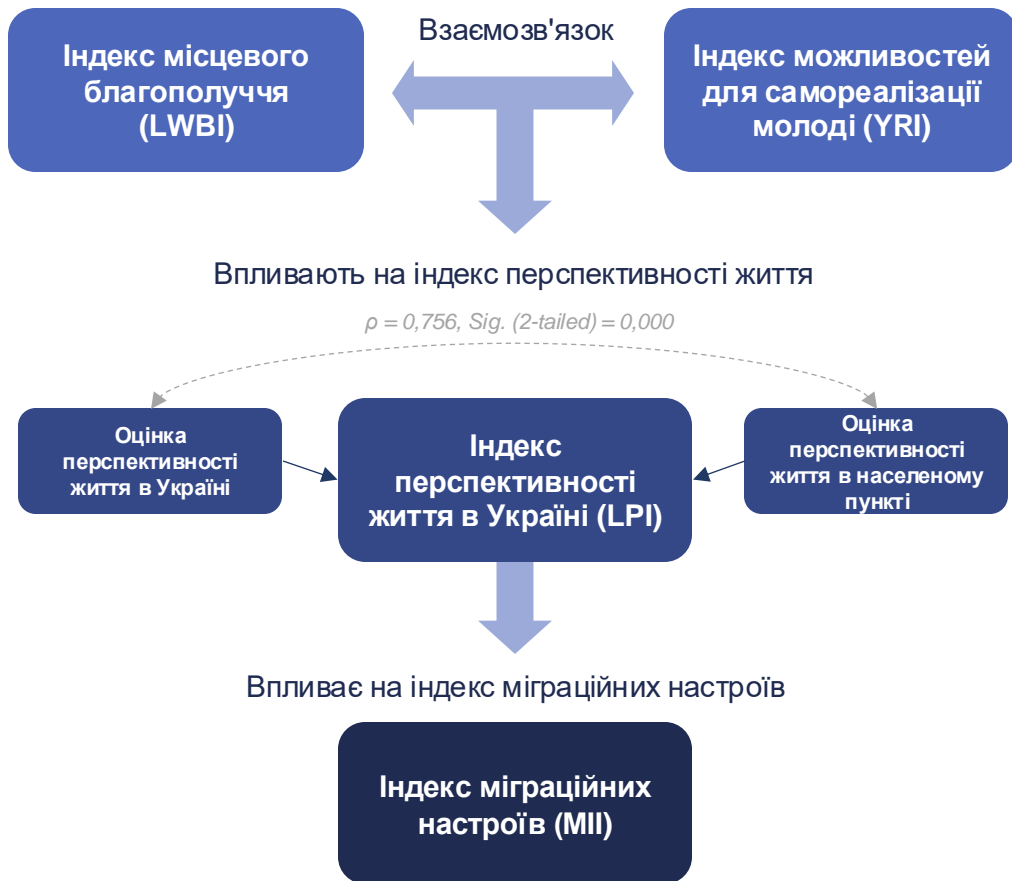 Індекс місцевого
благополуччя
(LWBI)
Взаємозв'язок
Індекс можливостей
для самореалізації
молоді (YRI)
Впливають на індекс перспективності життя
ρ = 0,756, Sig. (2-tailed) = 0,000
Оцінка
перспективності
життя в Україні
Індекс
перспективності
життя в Україні (LPI)
Оцінка
перспективності
життя в населеному
пункті
Впливає на індекс міграційних настроїв
Індекс міграційних
настроїв (MII)